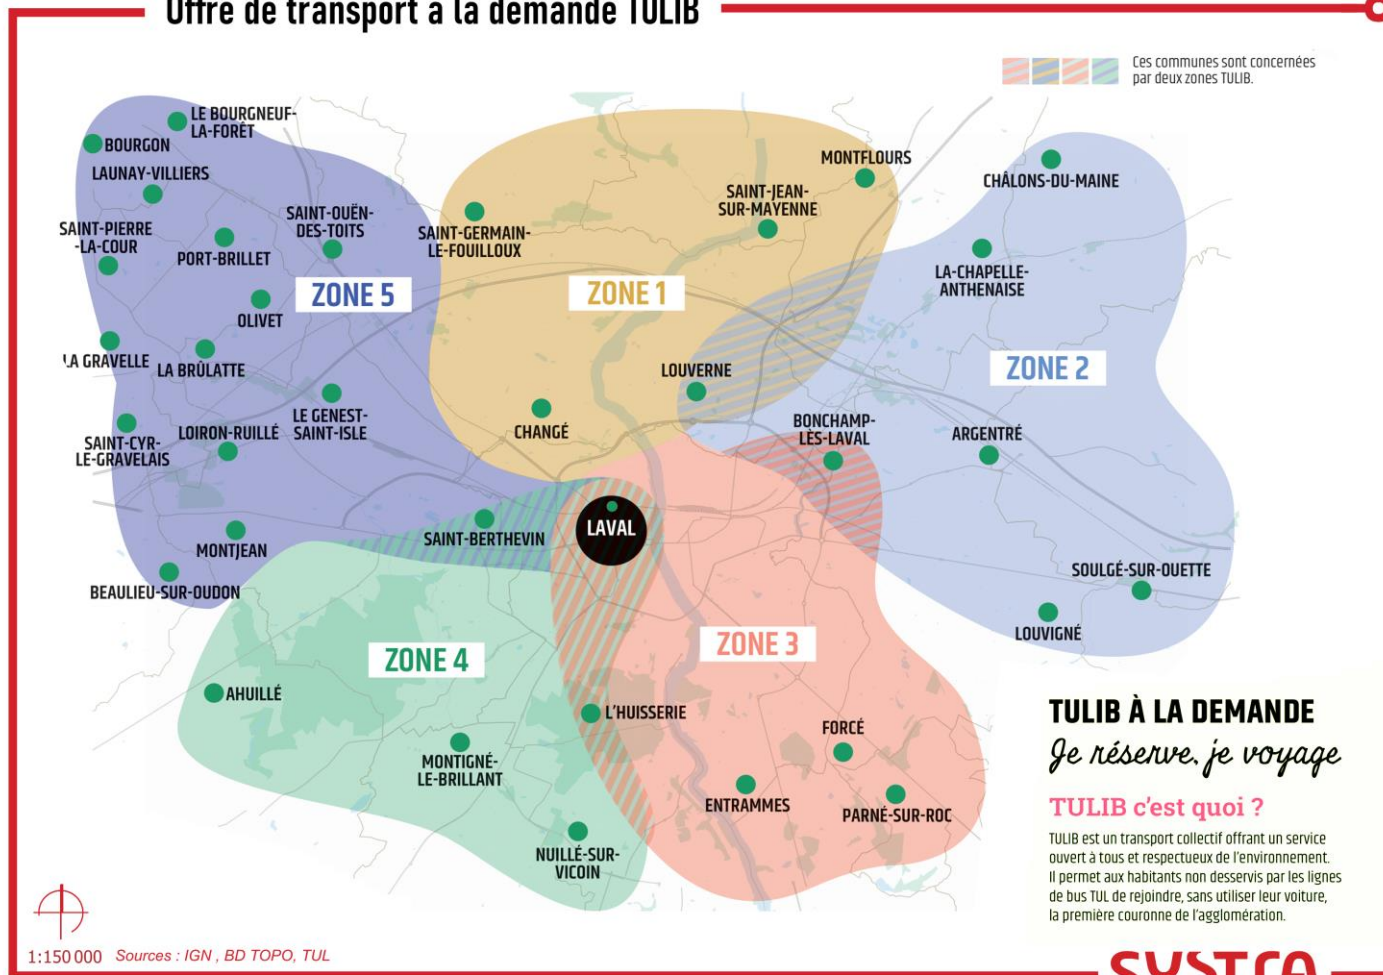 Offre de transport à la demande TULIB
Ces communes sont concernées
par deux zones TULIB.
LE BOURGNEUF-
LA-FORÊT
BOURGON
LAUNAY-VILLIERS
SAINT-PIERRE
-LA-COUR
PORT-BRILLET
SAINT-OUËN-
DES-TOITS
ZONE 5
OLIVET
LA GRAVELLE
LA BRÛLATTE
LE GENEST-
SAINT-ISLE
SAINT-CYR-
LE-GRAVELAIS
LOIRON-RUILLÉ
MONTJEAN
BEAULIEU-SUR-OUDON
SAINT-GERMAIN-
LE-FOUILLOUX
SAINT-JEAN-
SUR-MAYENNE
MONTFLOURS
ZONE 1
LOUVERNE
CHANGÉ
CHÂLONS-DU-MAINE
LA-CHAPELLE-
ANTHENAISE
ZONE 2
BONCHAMP-
LÈS-LAVAL
ARGENTRÉ
SOULGÉ-SUR-OUETTE
LOUVIGNÉ
SAINT-BERTHEVIN
LAVAL
ZONE 4
AHUILLÉ
MONTIGNÉ-
LE-BRILLANT
NUILLÉ-SUR-
VICOIN
ZONE 3
L'HUISSERIE
FORCÉ
ENTRAMMES
PARNÉ-SUR-ROC
TULIB À LA DEMANDE
Je réserve, je voyage
TULIB c'est quoi ?
TULIB est un transport collectif offrant un service
ouvert à tous et respectueux de l'environnement.
Il permet aux habitants non desservis par les lignes
de bus TUL de rejoindre, sans utiliser leur voiture,
la première couronne de l'agglomération.
1:150 000 Sources : IGN , BD TOPO, TUL
SYSTRA